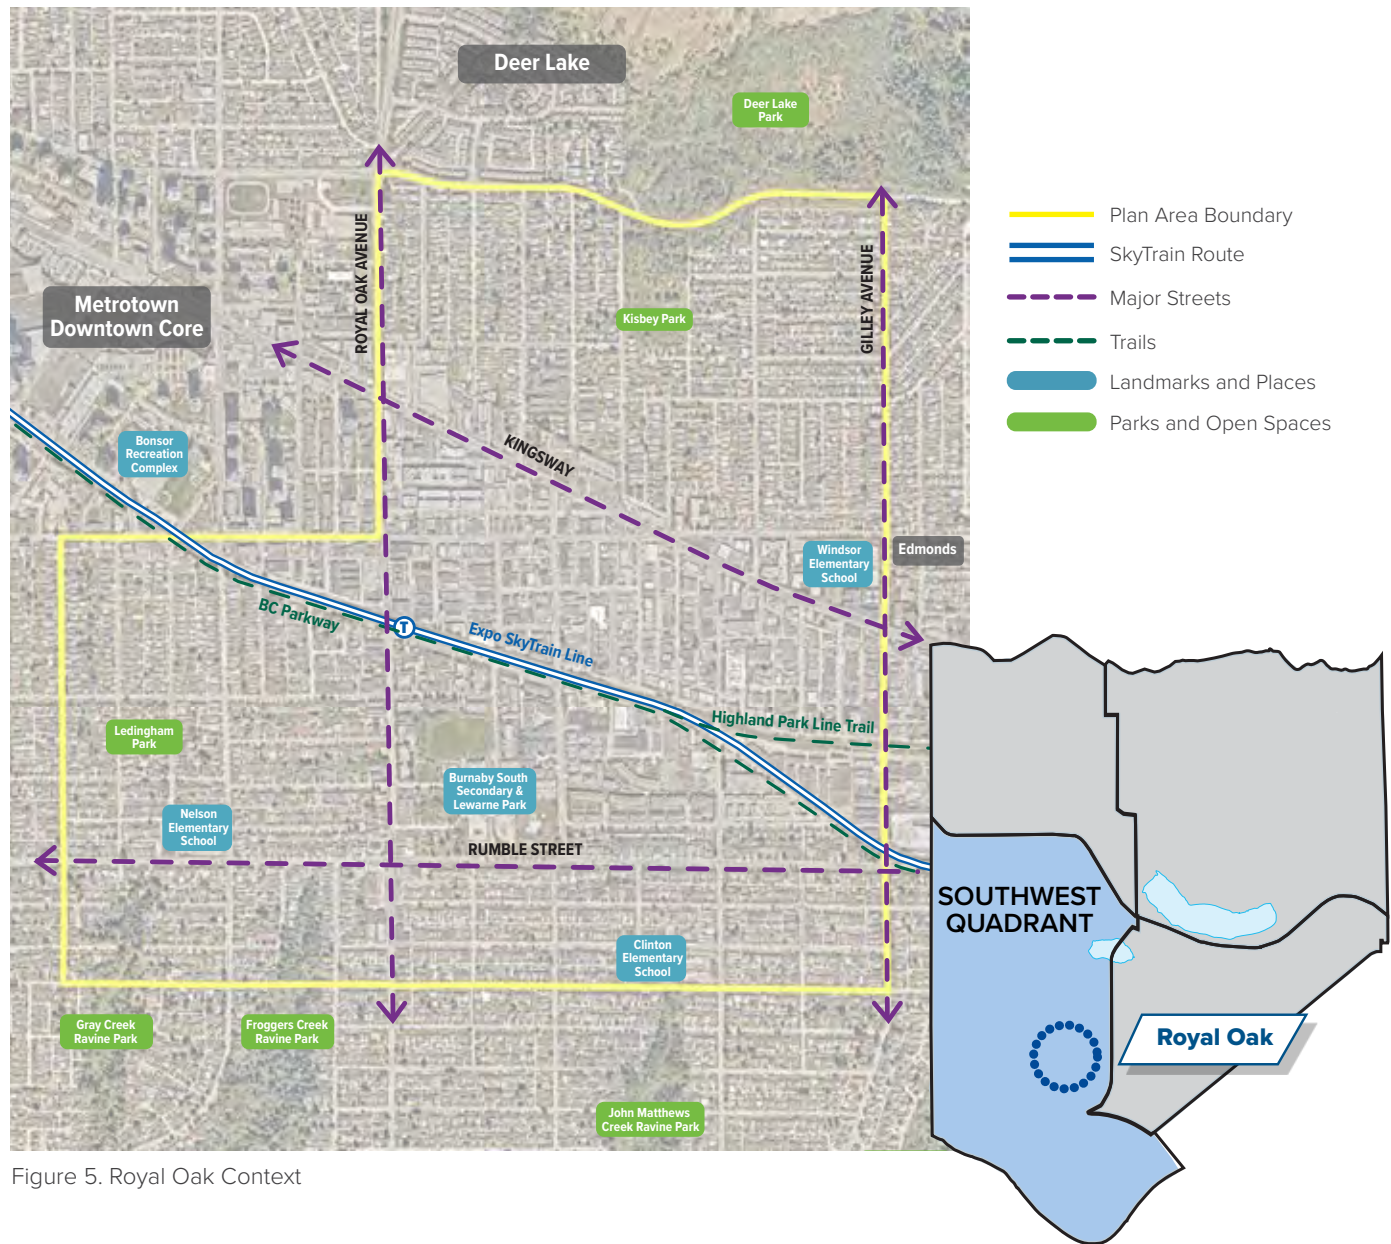 Deer Lake
Deer Lake
Park
ROYAL OAK AVENUE
GILLEY AVENUE
Metrotown
Downtown Core
Kisbey Park
KINGSWAY
Bonsor
Recreation
Complex
Windsor
Elementary
School
Edmonds
BC Parkway
T
Expo SkyTrain Line
Highland Park Line Trail
Ledingham
Park
Burnaby South
Secondary &
Lewarne Park
Nelson
Elementary
School
RUMBLE STREET
Clinton
Elementary
School
Gray Creek
Ravine Park
Froggers Creek
Ravine Park
John Matthews
Creek Ravine Park
Plan Area Boundary
SkyTrain Route
Major Streets
Trails
Landmarks and Places
Parks and Open Spaces
SOUTHWEST
QUADRANT
Royal Oak
Figure 5. Royal Oak Context